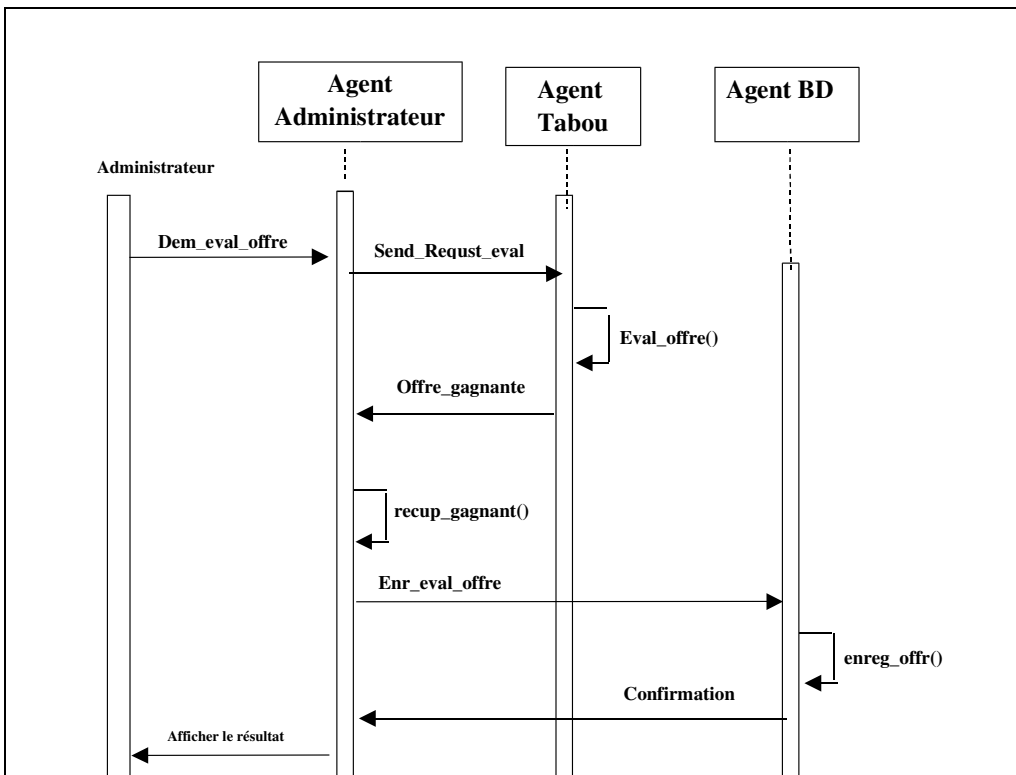 Agent
Administrateur
Agent
Tabou
Agent BD
Administrateur
Dem_eval_offre
Send_Requst_eval
Eval_offre()
Offre_gagnante
recup_gagnant()
Enr_eval_offre
enreg_offr()
Confirmation
Afficher le résultat